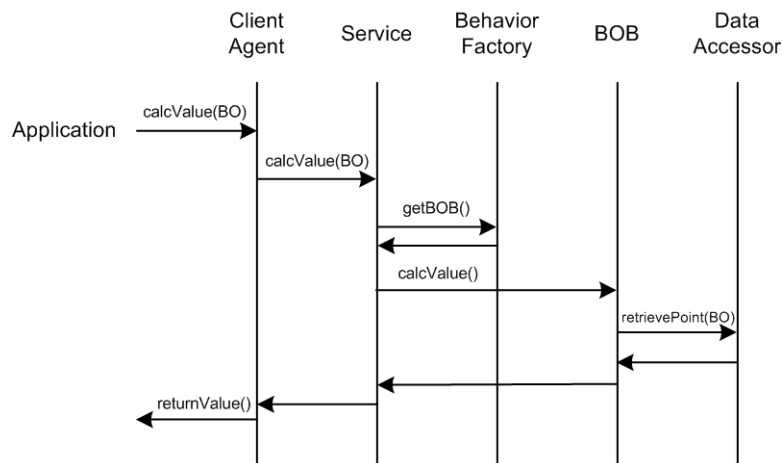 Client
Agent
Service
Behavior
Factory
BOB
Data
Accessor
Application
calcValue(BO)
calcValue(BO)
getBOB()
calcValue()
retrievePoint(BO)
returnValue()